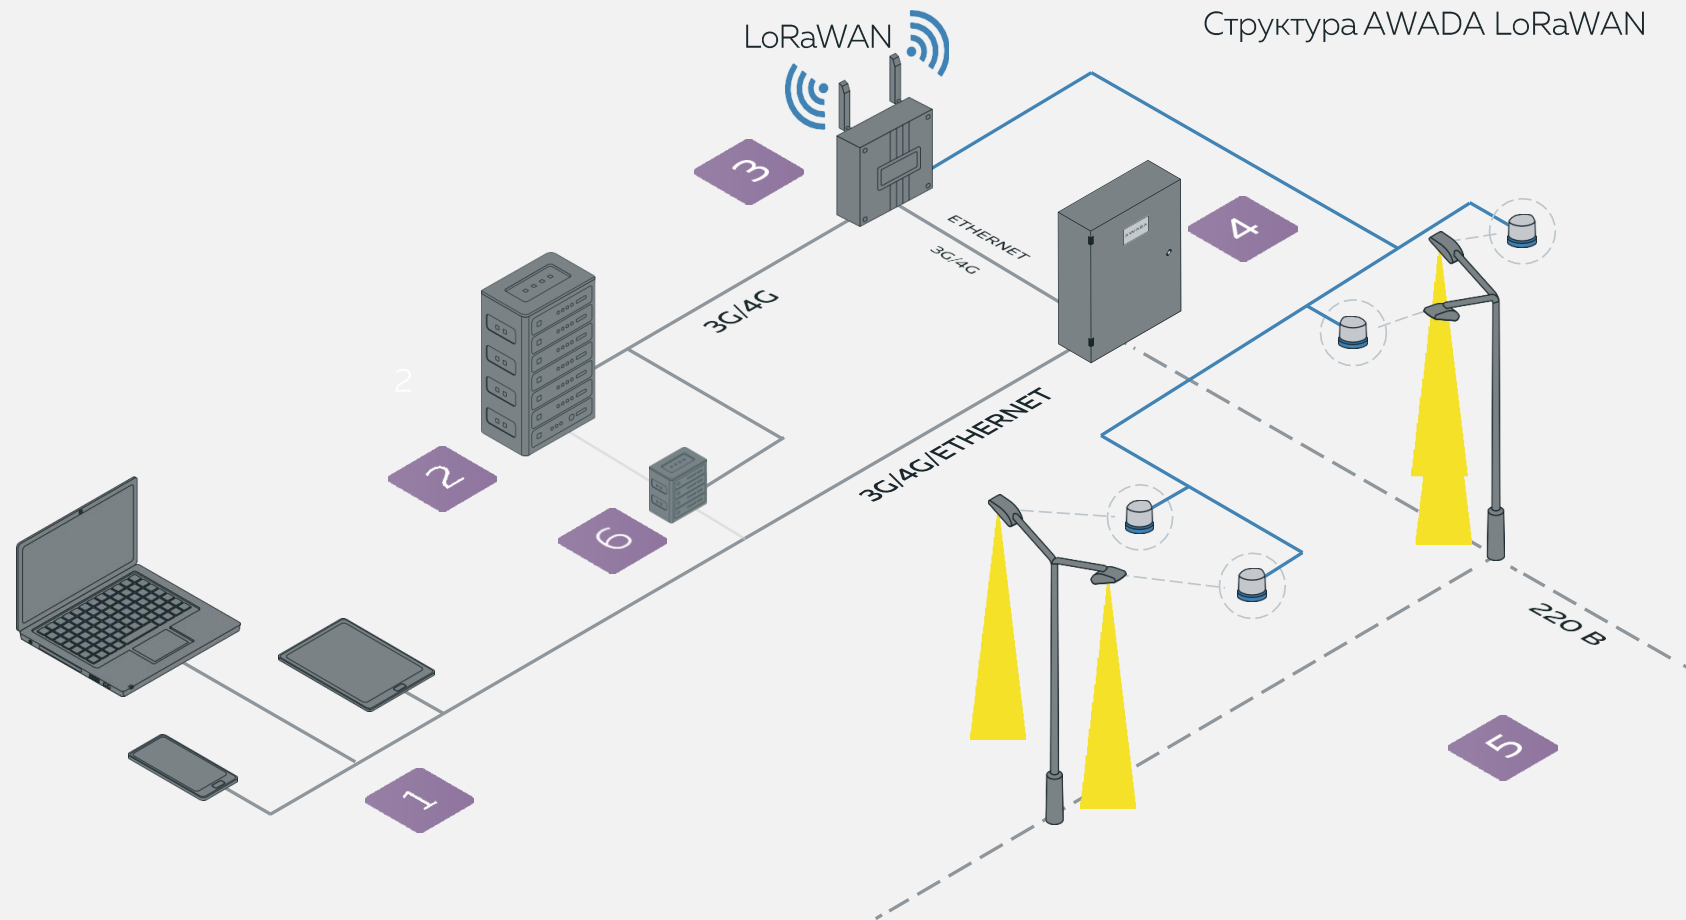 Структура AWADA LoRaWAN
LoRaWAN
3
ETHERNET
3G/4G
AWADA
4
3G/4G
2
2
3G/4G/ETHERNET
6
220 В
5
1